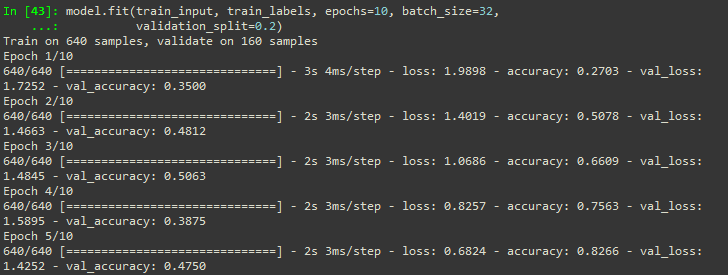 In [43]: model.fit(train_input, train_labels, epochs=10, batch_size=32,
...: validation_split=0.2)
Train on 640 samples, validate on 160 samples
Epoch 1/10
640/640 [==============================] - 3s 4ms/step - loss: 1.9898 - accuracy: 0.2703 - val_loss:
1.7252 - val_accuracy: 0.3500
Epoch 2/10
640/640 [==============================] - 2s 3ms/step - loss: 1.4019 - accuracy: 0.5078 - val_loss:
1.4663 - val_accuracy: 0.4812
Epoch 3/10
640/640 [==============================] - 2s 3ms/step - loss: 1.0686 - accuracy: 0.6609 - val_loss:
1.4845 - val_accuracy: 0.5063
Epoch 4/10
640/640 [==============================] - 2s 3ms/step - loss: 0.8257 - accuracy: 0.7563 - val_loss:
1.5895 - val_accuracy: 0.3875
Epoch 5/10
640/640 [==============================] - 2s 3ms/step - loss: 0.6824 - accuracy: 0.8266 - val_loss:
1.4252 - val_accuracy: 0.4750